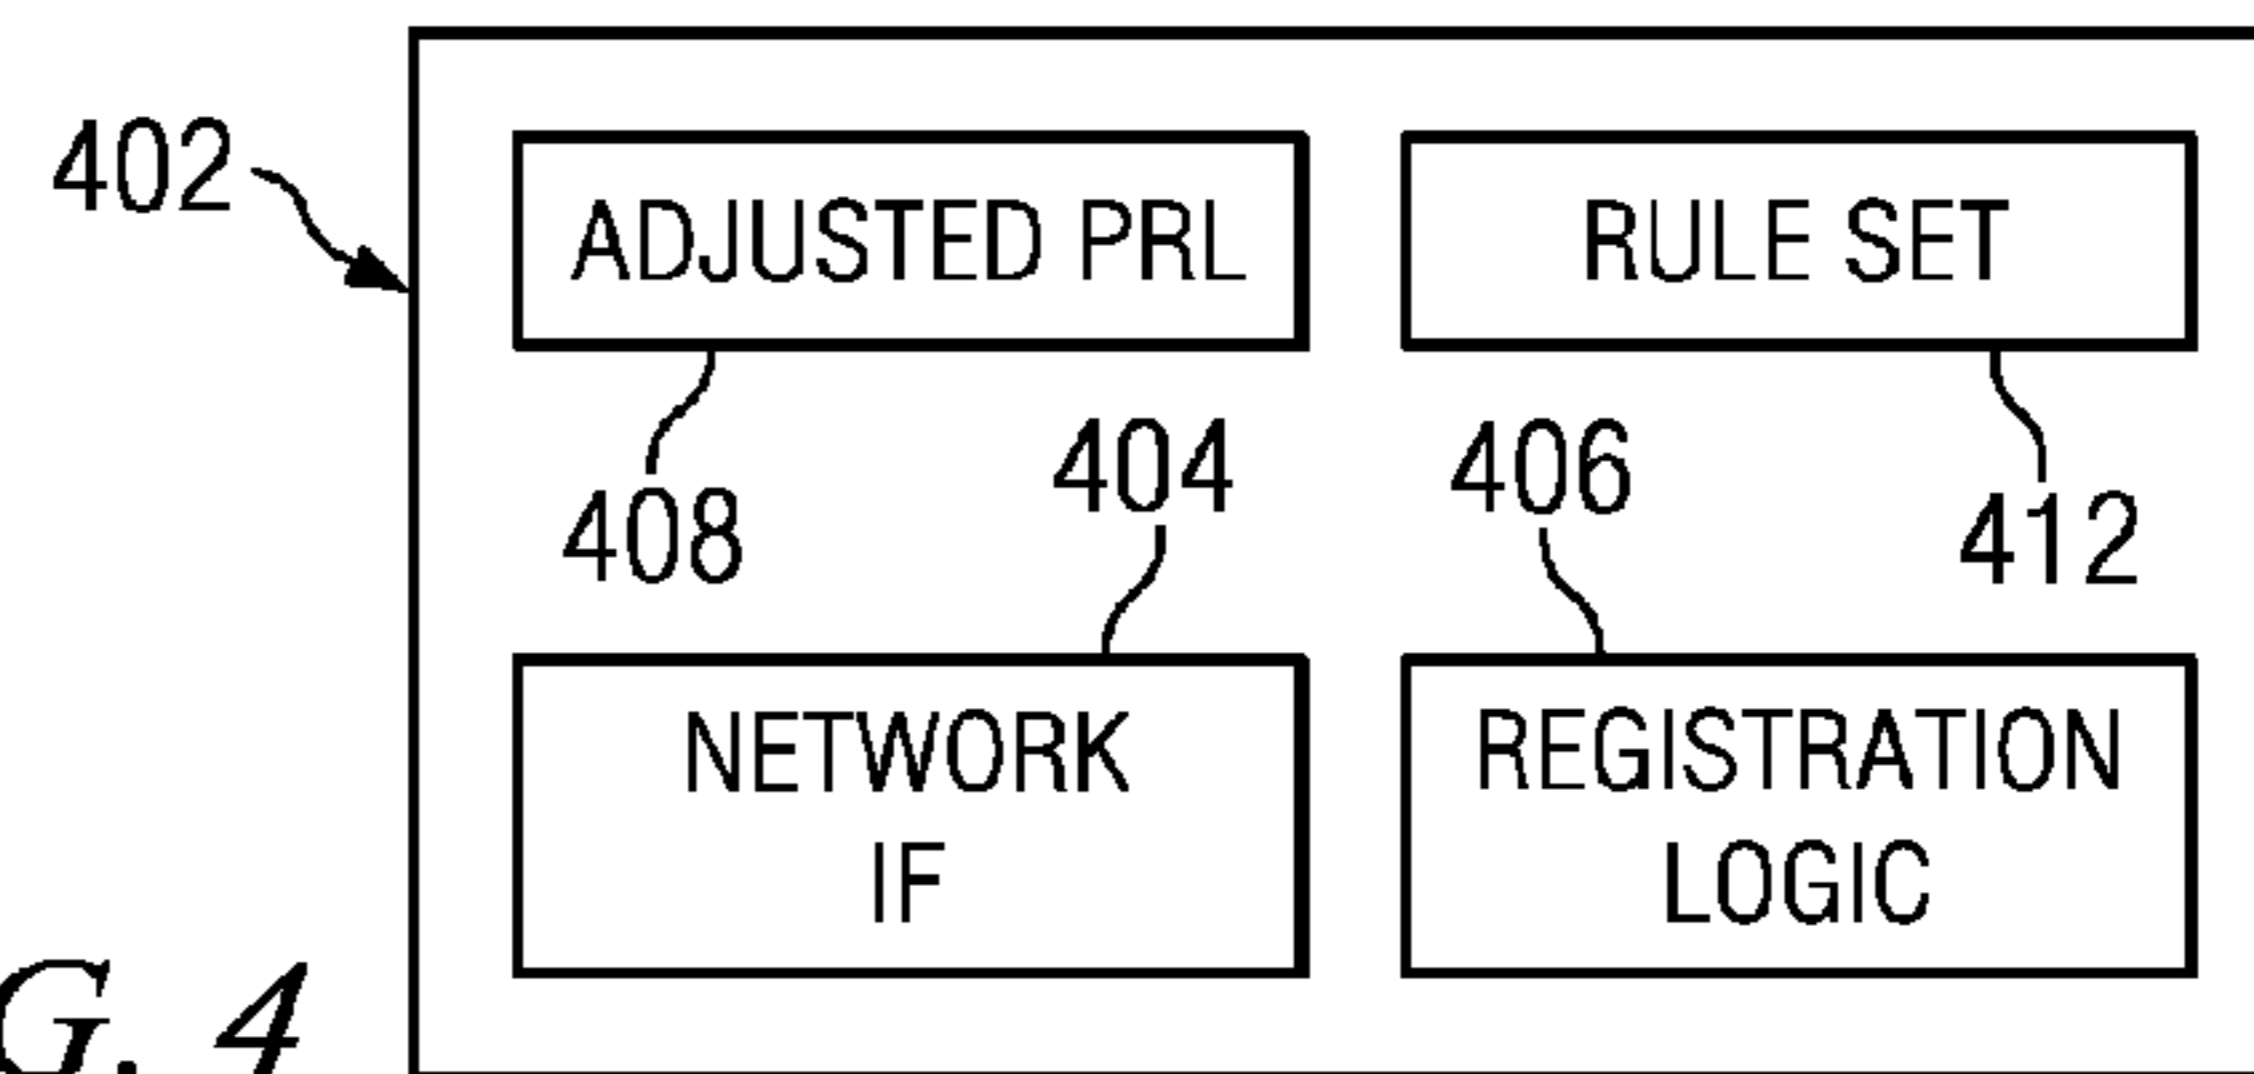 402
ADJUSTED PRL
RULE SET
408
404
406
412
NETWORK
IF
REGISTRATION
LOGIC
G. 4